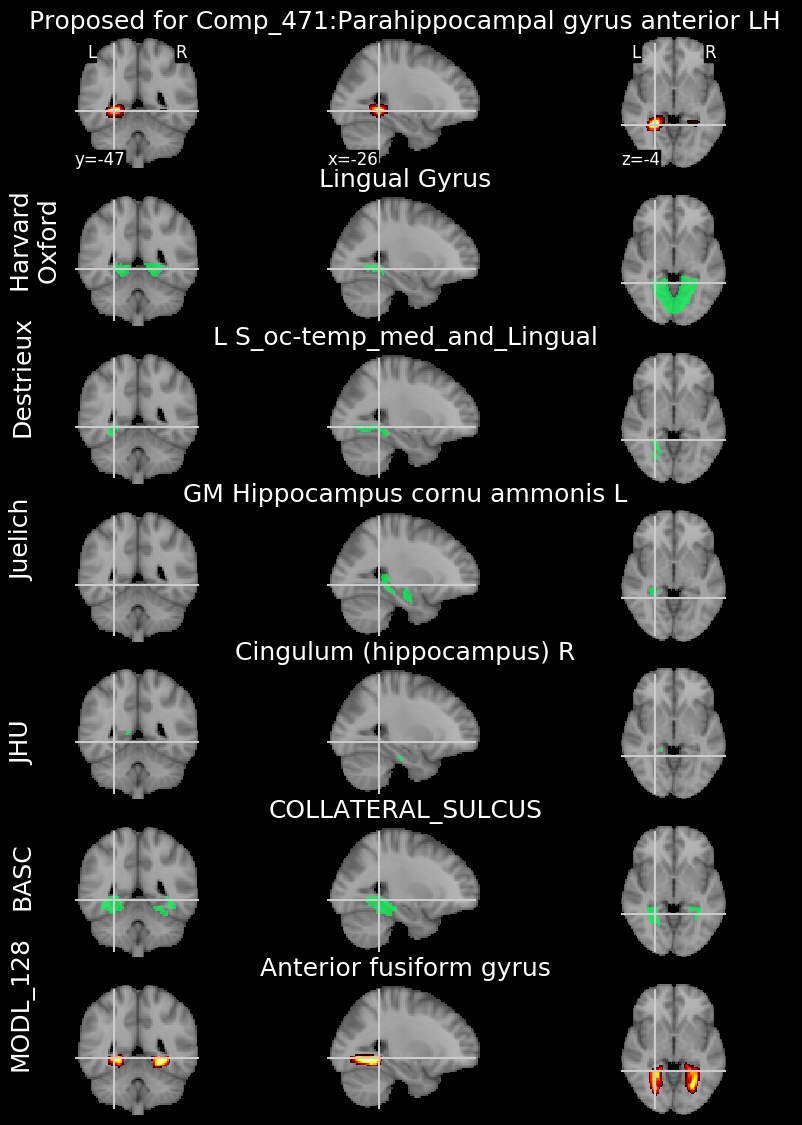 Proposed for Comp_471:Parahippocampal gyrus anterior LH
L R L R
y=-47 x=-26 z=-4
Lingual Gyrus
Harvard
Oxford
L S_oc-temp_med_and_Lingual
Destrieux
GM Hippocampus cornu ammonis L
Juelich
Cingulum (hippocampus) R
JHU
COLLATERAL_SULCUS
BASC
Anterior fusiform gyrus
MODL_128